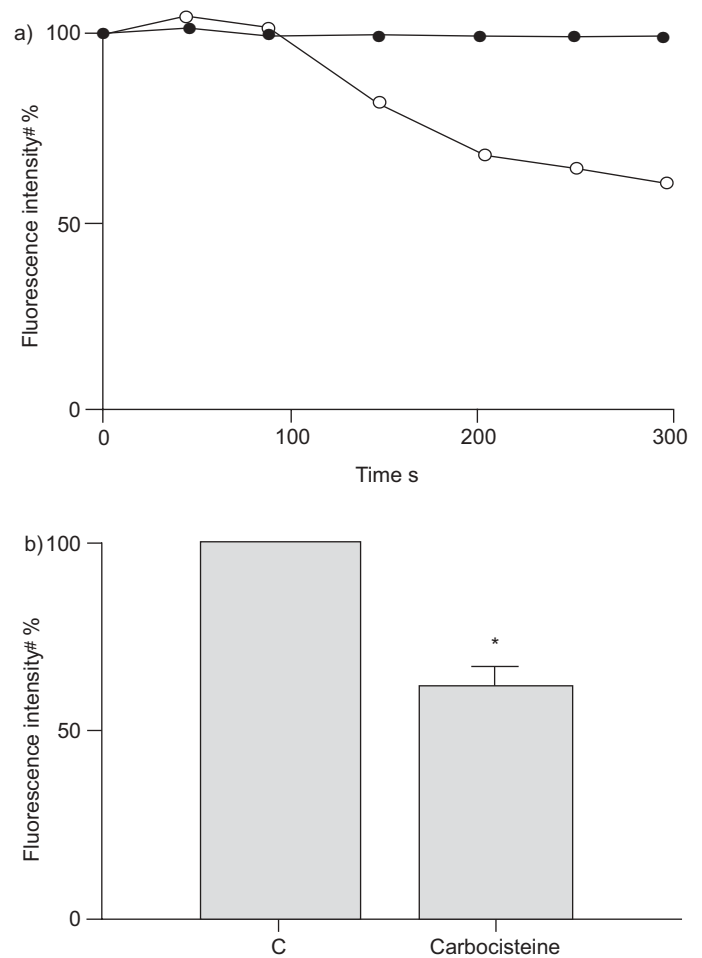 a)
100
50
0
Fluorescence intensity# %
0 100 200 300
Time s
b)
100
50
0
Fluorescence intensity# %
*
C Carbocisteine